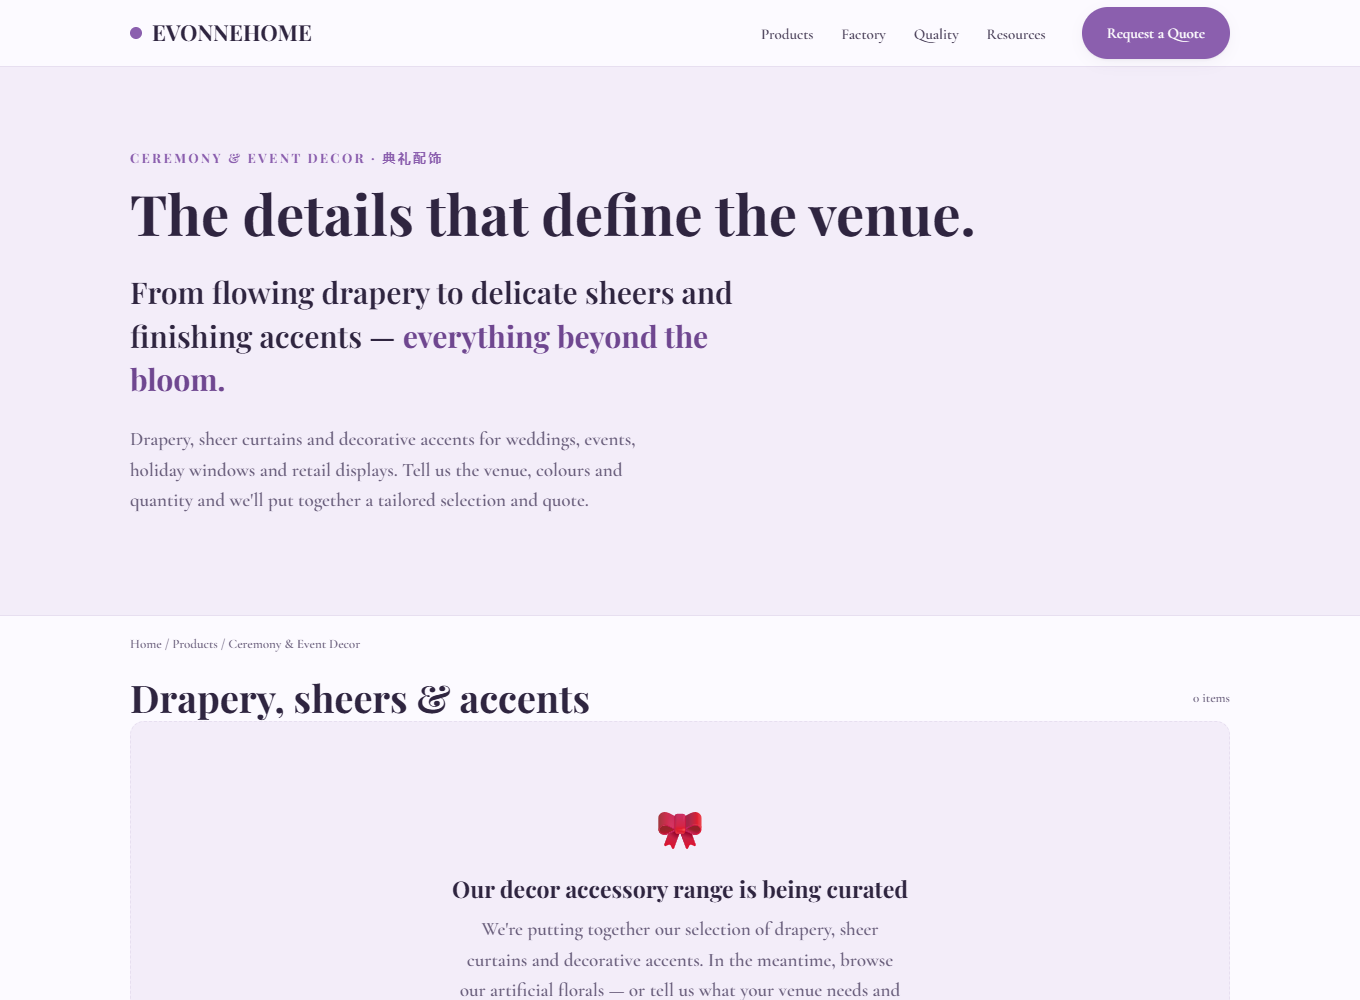 EVONNEHOME
Products
Factory
Quality
Resources
Request a Quote
CEREMONY & EVENT DECOR · 典礼配饰
The details that define the venue.
From flowing drapery to delicate sheers and
finishing accents — everything beyond the
bloom.
Drapery, sheer curtains and decorative accents for weddings, events,
holiday windows and retail displays. Tell us the venue, colours and
quantity and we'll put together a tailored selection and quote.
Home / Products / Ceremony & Event Decor
Drapery, sheers & accents
0 items
Our decor accessory range is being curated
We're putting together our selection of drapery, sheer
curtains and decorative accents. In the meantime, browse
our artificial florals — or tell us what your venue needs and